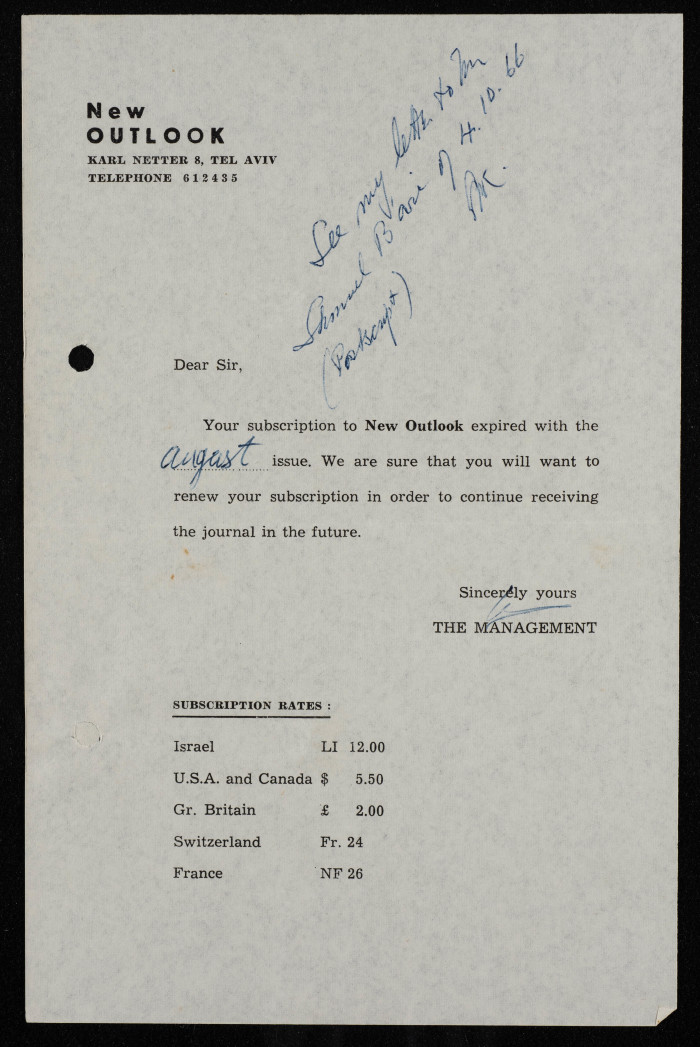 New
OUTLOOK
KARL NETTER 8, TEL AVIV
TELEPHONE 612435
See my letter to Mr
Shmuel B'ari of 4.10.66
(Postscript)
Dear Sir,
Your subscription to New Outlook expired with the
august issue. We are sure that you will want to
renew your subscription in order to continue receiving
the journal in the future.
Sincerely yours
THE MANAGEMENT
SUBSCRIPTION RATES :
Israel LI 12.00
U.S.A. and Canada $ 5.50
Gr. Britain £ 2.00
Switzerland Fr. 24
France NF 26